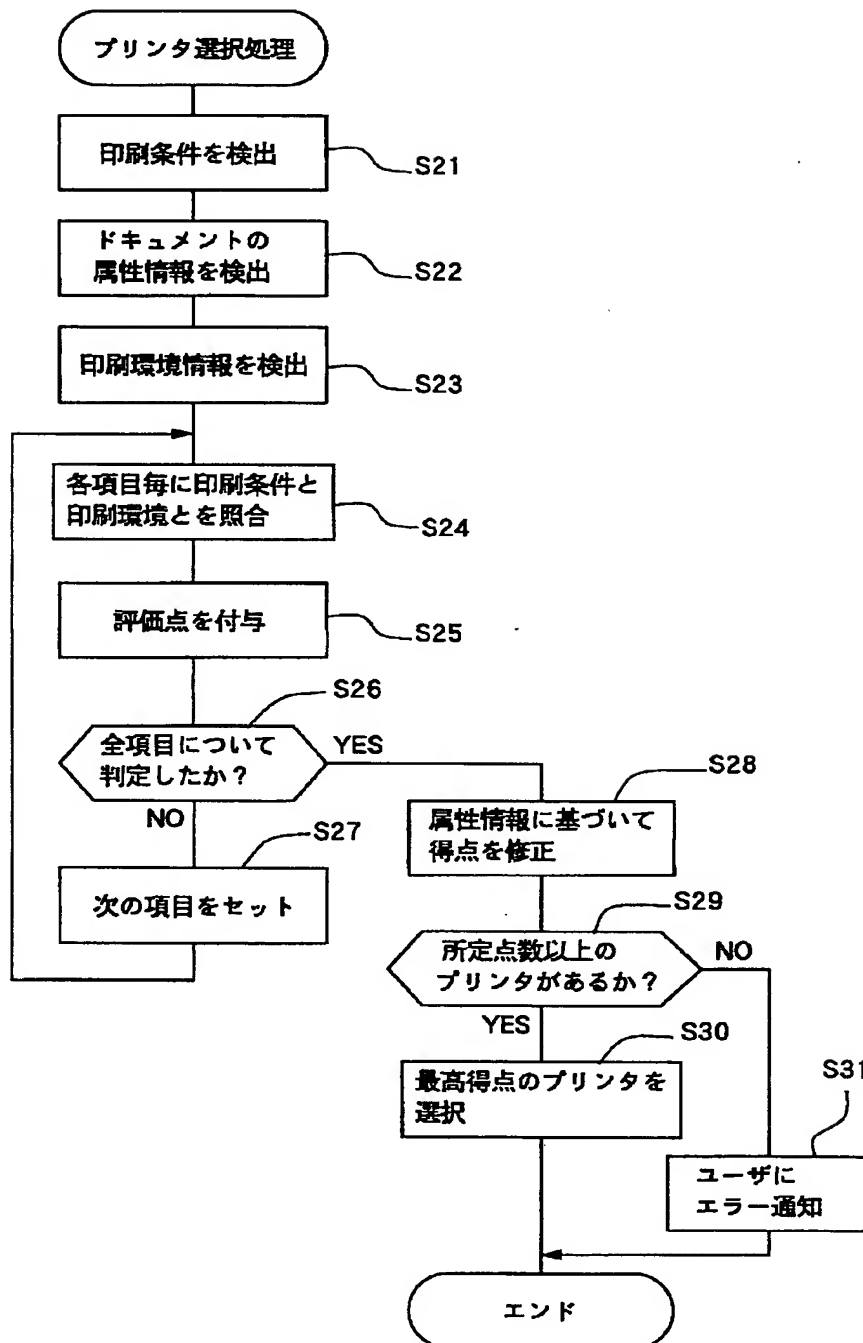 プリンタ選択処理
印刷条件を検出
S21
ドキュメントの
属性情報を検出
S22
印刷環境情報を検出
S23
各項目毎に印刷条件と
印刷環境とを照合
S24
評価点を付与
S25
S26
全項目について
判定したか?
YES
NO
S27
次の項目をセット
S28
属性情報に基づいて
得点を修正
S29
所定点数以上の
プリンタがあるか?
NO
YES
S30
最高得点のプリンタを
選択
S31
ユーザに
エラー通知
エンド